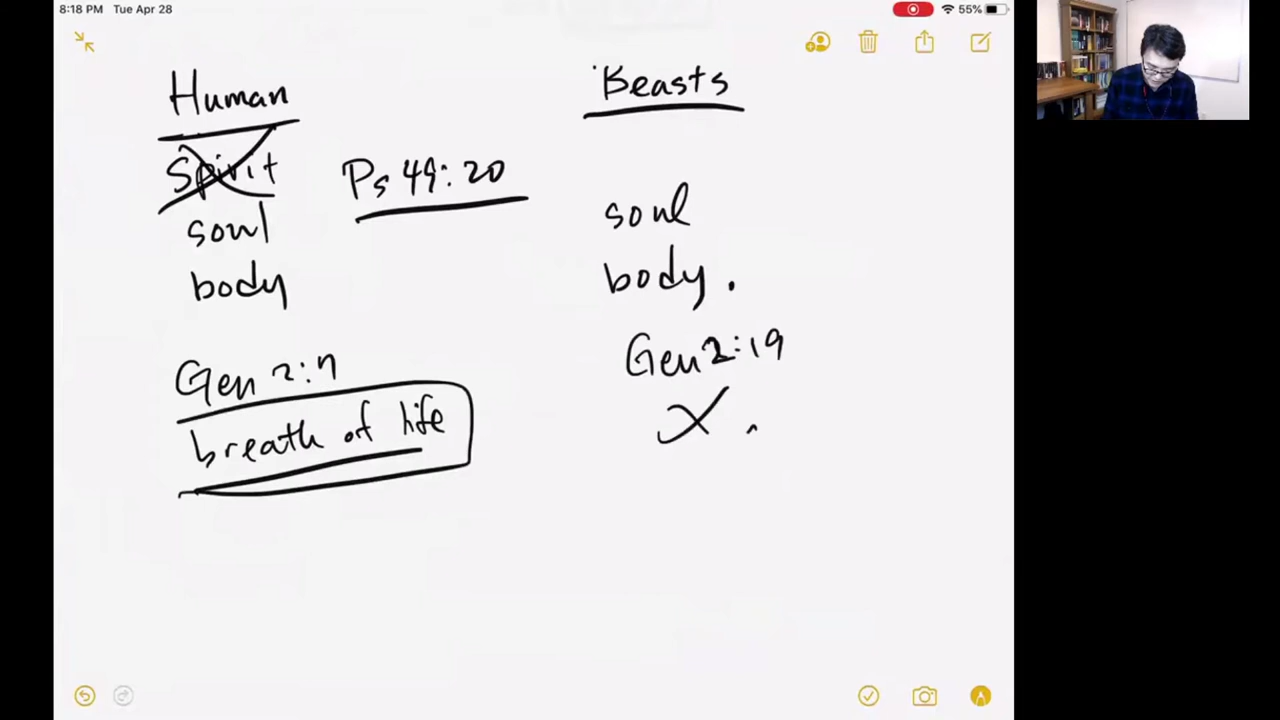 8:18 PM Tue Apr 28
55%
Human
Beasts
Spirit
Ps 49:20
soul
soul
body
body.
Gen 2:7
Gen 2:19
breath of life
X